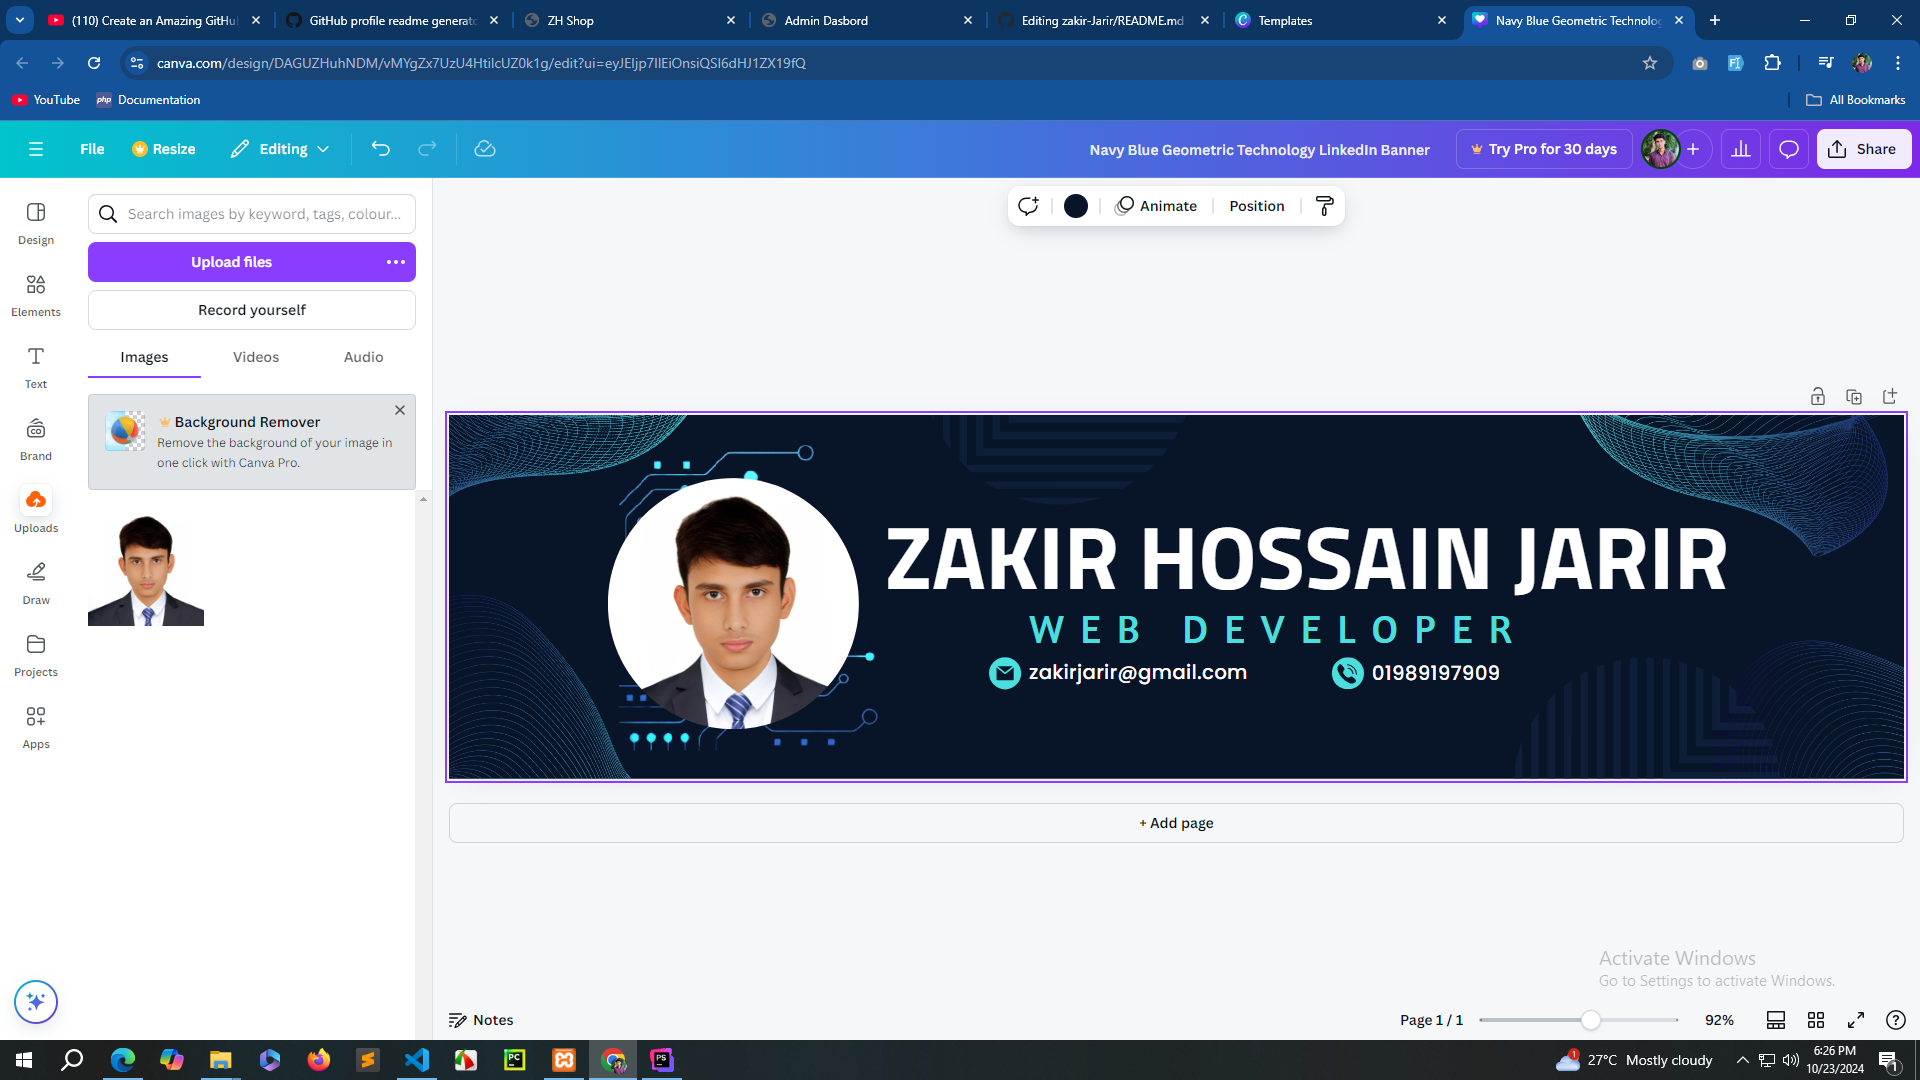 (110) Create an Amazing GitHu
GitHub profile readme generato
ZH Shop
Admin Dasbord
Editing zakir-Jarir/README.md
Templates
Navy Blue Geometric Technolog
canva.com/design/DAGUZHuhNDM/vMYgZx7UzU4HtiIcUZ0k1g/edit?ui=eyJEIjp7IlEiOnsiQSI6dHJ1ZX19fQ
YouTube
php Documentation
All Bookmarks
File
Resize
Editing
Navy Blue Geometric Technology LinkedIn Banner
Try Pro for 30 days
Share
Design
Elements
Text
Brand
Uploads
Draw
Projects
Apps
Search images by keyword, tags, colour...
Upload files
Record yourself
Images Videos Audio
Background Remover
Remove the background of your image in
one click with Canva Pro.
Animate
Position
ZAKIR HOSSAIN JARIR
WEB DEVELOPER
zakirjarir@gmail.com
01989197909
+ Add page
Activate Windows
Go to Settings to activate Windows.
Notes
Page 1 / 1
92%
27°C Mostly cloudy
6:26 PM
10/23/2024